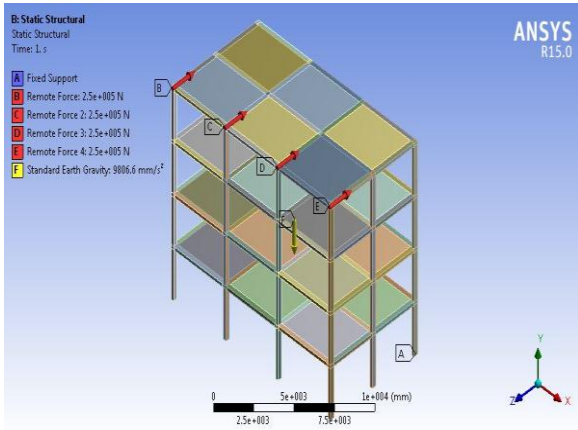 B: Static Structural
Static Structural
Time: 1. s
A Fixed Support
B Remote Force: 2.5e+005 N
C Remote Force 2: 2.5e+005 N
D Remote Force 3: 2.5e+005 N
E Remote Force 4: 2.5e+005 N
F Standard Earth Gravity: 9806.6 mm/s²
ANSYS
R15.0
B
C
D
E
F
A
0 5e+003 1e+004 (mm)
2.5e+003 7.5e+003
Y
Z X